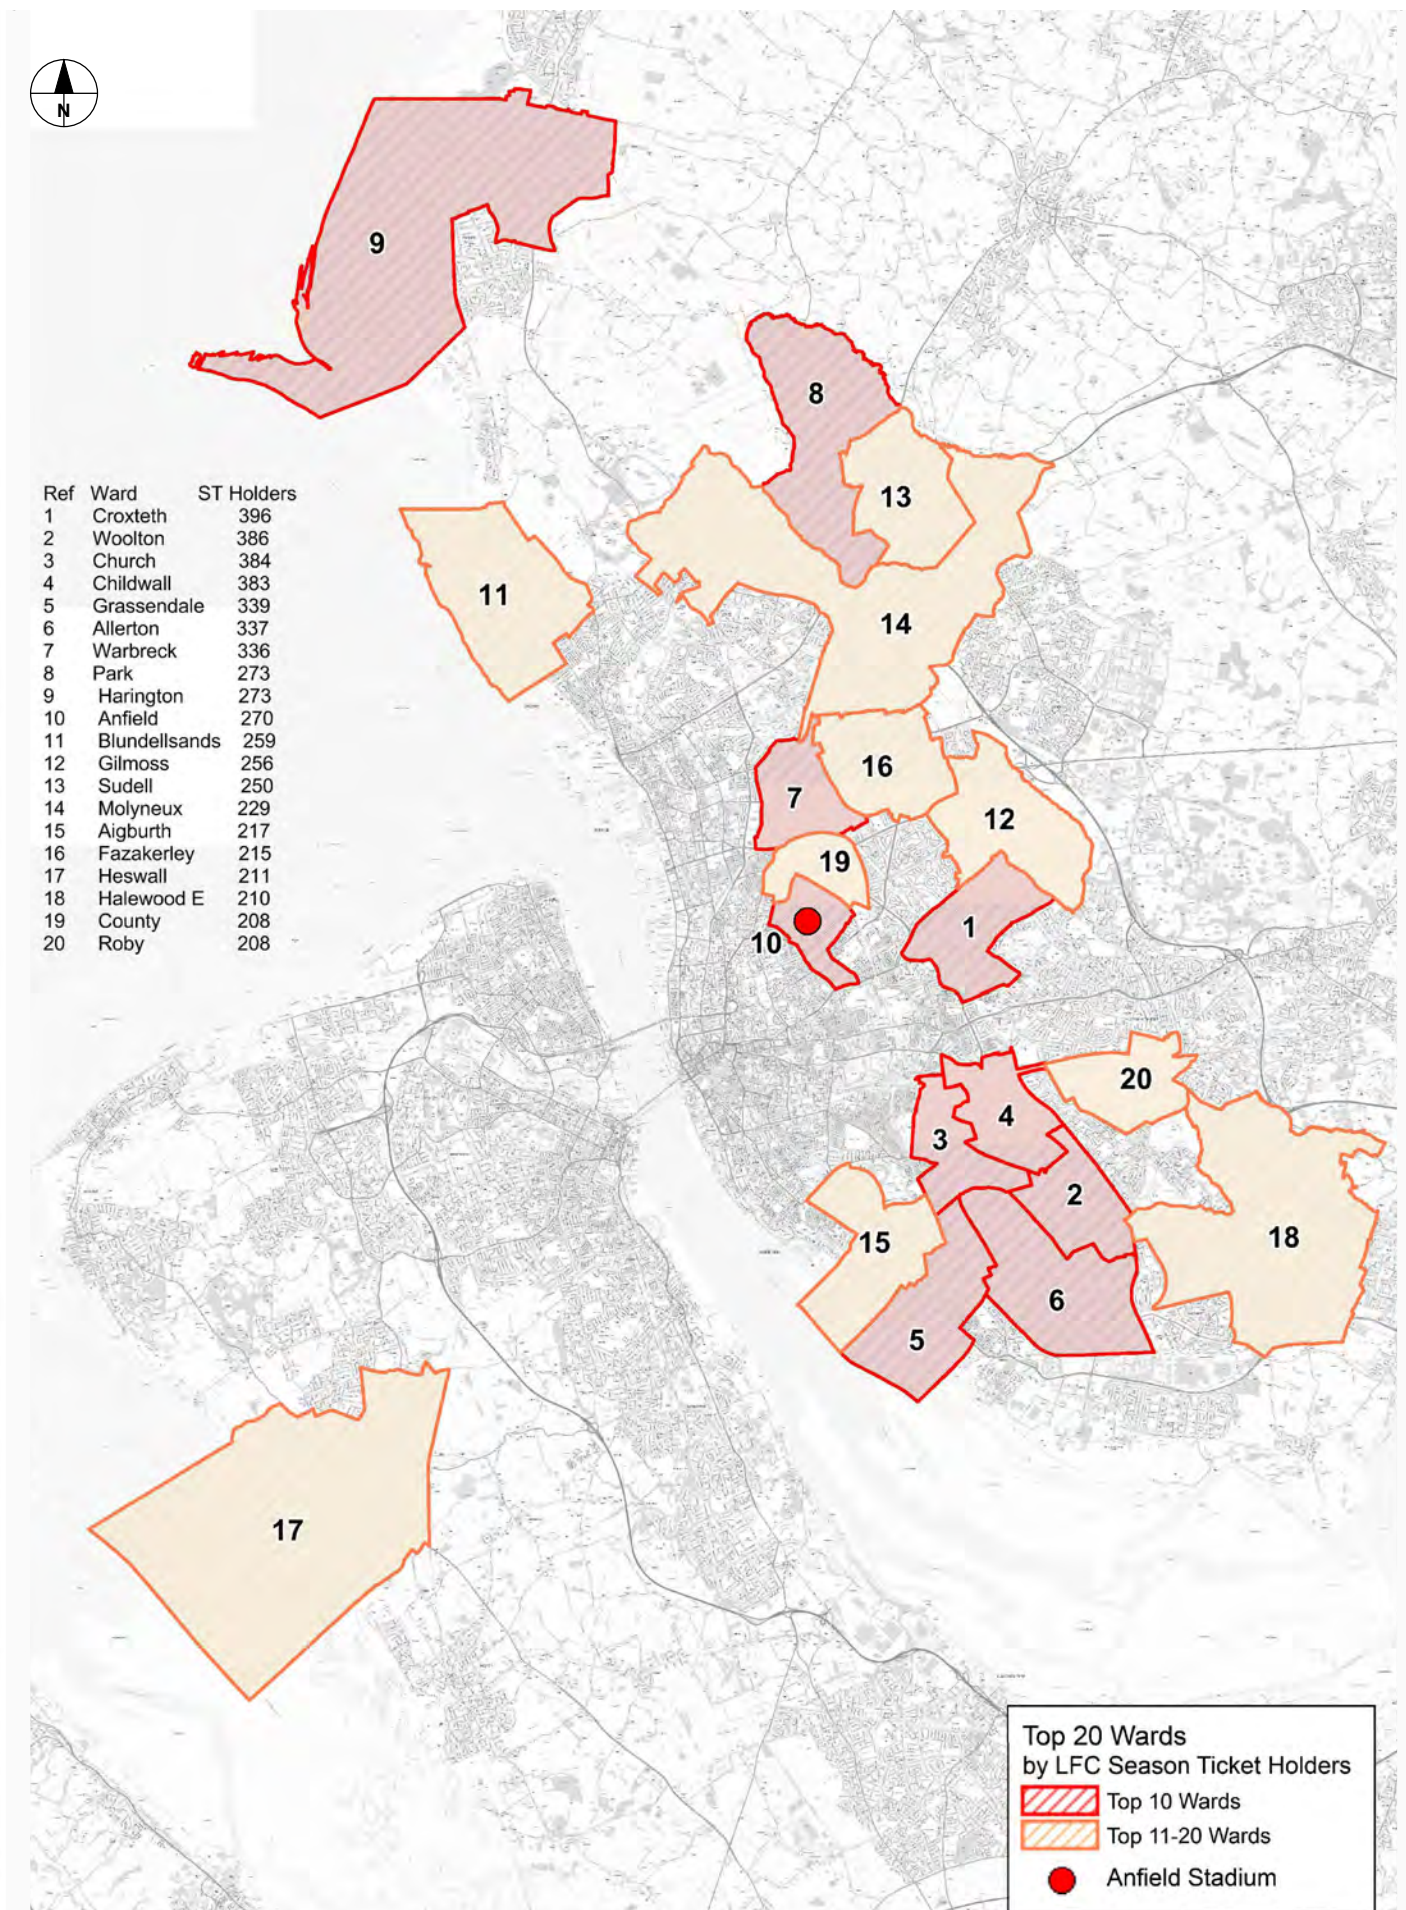 N
9
8
13
Ref Ward ST Holders
1 Croxteth 396
2 Woolton 386
3 Church 384
4 Childwall 383
5 Grassendale 339
6 Allerton 337
7 Warbreck 336
8 Park 273
9 Harington 273
10 Anfield 270
11 Blundellsands 259
12 Gilmoss 256
13 Sudell 250
14 Molyneux 229
15 Aigburth 217
16 Fazakerley 215
17 Heswall 211
18 Halewood E 210
19 County 208
20 Roby 208
11
14
16
7
12
19
1
10
20
4
3
2
15
18
6
5
17
Top 20 Wards
by LFC Season Ticket Holders
Top 10 Wards
Top 11-20 Wards
Anfield Stadium